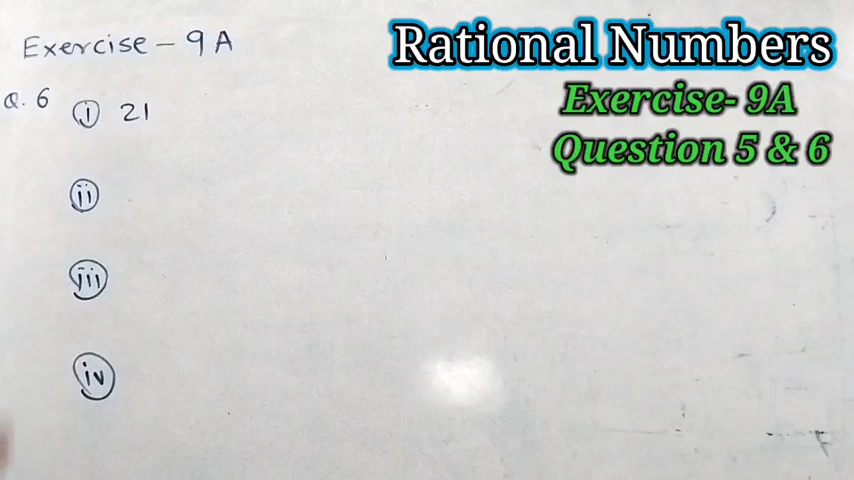 Exercise - 9A
Rational Numbers
Exercise- 9A
Question 5 & 6
Q. 6 (i) 21
(ii)
(iii)
(iv)